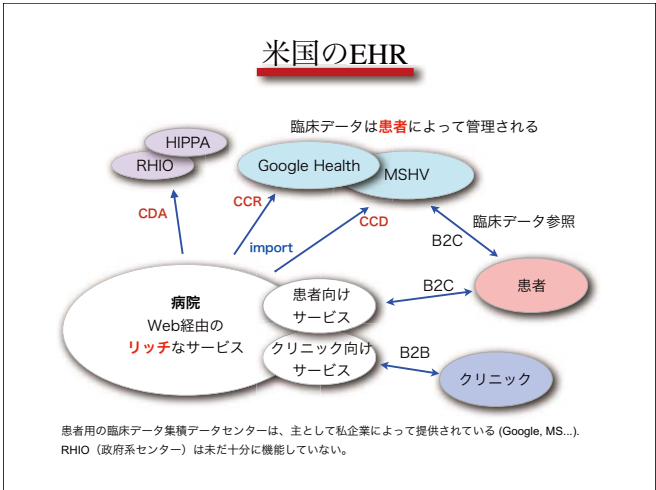 米国のEHR
臨床データは患者によって管理される
HIPPA
RHIO
Google Health
MSHV
CDA
CCR
CCD
import
臨床データ参照
B2C
B2C
患者
病院
Web経由の
リッチなサービス
患者向け
サービス
クリニック向け
サービス
B2B
クリニック
患者用の臨床データ集積データセンターは、主として私企業によって提供されている (Google, MS...).
RHIO（政府系センター）は未だ十分に機能していない。